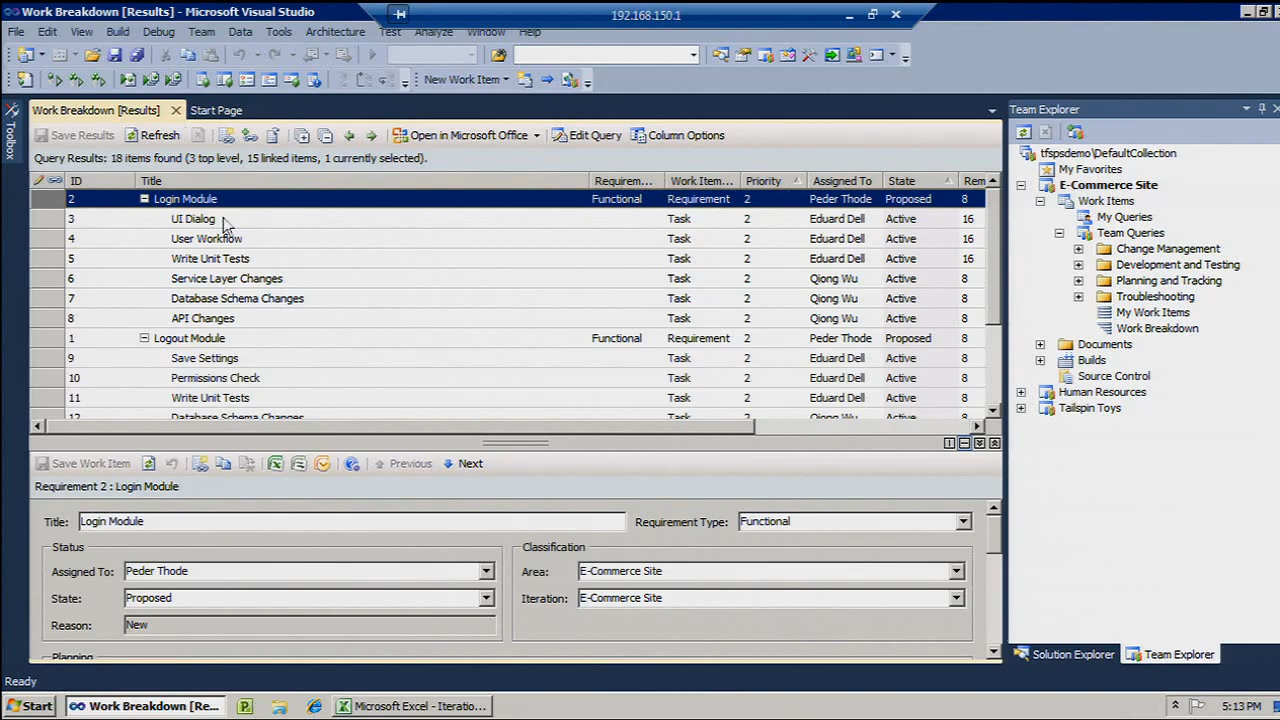 Work Breakdown [Results] - Microsoft Visual Studio
192.168.150.1
File Edit View Build Debug Team Data Tools Architecture Test Analyze Window Help
New Work Item
Work Breakdown [Results] Start Page
Toolbox
Save Results Refresh Open in Microsoft Office Edit Query Column Options
Query Results: 18 items found (3 top level, 15 linked items, 1 currently selected).
ID Title Requirem... Work Item... Priority Assigned To State Rem
2 Login Module Functional Requirement 2 Peder Thode Proposed 8
3 UI Dialog Task 2 Eduard Dell Active 16
4 User Workflow Task 2 Eduard Dell Active 16
5 Write Unit Tests Task 2 Eduard Dell Active 16
6 Service Layer Changes Task 2 Qiong Wu Active 8
7 Database Schema Changes Task 2 Qiong Wu Active 8
8 API Changes Task 2 Qiong Wu Active 8
1 Logout Module Functional Requirement 2 Peder Thode Proposed 8
9 Save Settings Task 2 Eduard Dell Active 8
10 Permissions Check Task 2 Eduard Dell Active 8
11 Write Unit Tests Task 2 Eduard Dell Active 8
12 Database Schema Changes Task 2 Qiong Wu Active 8
Save Work Item Previous Next
Requirement 2 : Login Module
Title: Login Module Requirement Type: Functional
Status Classification
Assigned To: Peder Thode Area: E-Commerce Site
State: Proposed Iteration: E-Commerce Site
Reason: New
Planning
Team Explorer
tfspsdemo\DefaultCollection
My Favorites
E-Commerce Site
Work Items
My Queries
Team Queries
Change Management
Development and Testing
Planning and Tracking
Troubleshooting
My Work Items
Work Breakdown
Documents
Builds
Source Control
Human Resources
Tailspin Toys
Solution Explorer Team Explorer
Ready
Start Work Breakdown [Re... Microsoft Excel - Iteratio... 5:13 PM